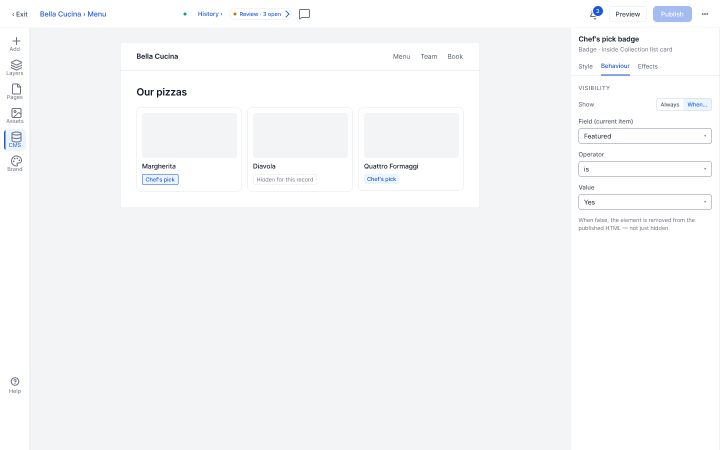 ‹ Exit
Bella Cucina › Menu
History ›
Review · 3 open
3
Preview
Publish
Add
Layers
Pages
Assets
CMS
Brand
Help
Bella Cucina
Menu
Team
Book
Our pizzas
Margherita
Chef's pick
Diavola
Hidden for this record
Quattro Formaggi
Chef's pick
Chef's pick badge
Badge · inside Collection list card
Style
Behaviour
Effects
VISIBILITY
Show
Always
When...
Field (current item)
Featured
Operator
is
Value
Yes
When false, the element is removed from the
published HTML — not just hidden.